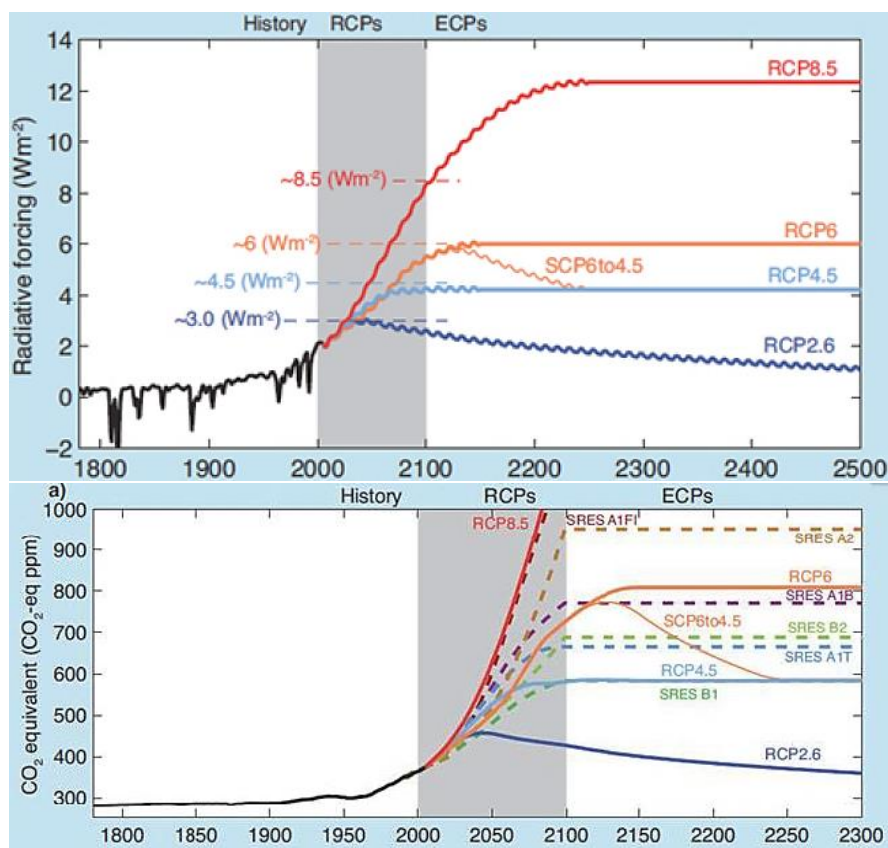 History RCPs ECPs
14
12
10
8
6
4
2
0
−2
Radiative forcing (Wm-2)
RCP8.5
~8.5 (Wm-2)
RCP6
~6 (Wm-2)
SCP6to4.5
~4.5 (Wm-2)
RCP4.5
~3.0 (Wm-2)
RCP2.6
1800 1900 2000 2100 2200 2300 2400 2500
a)
History RCPs ECPs
1000
900
800
700
600
500
400
300
CO2 equivalent (CO2-eq ppm)
RCP8.5
SRES A1FI
SRES A2
RCP6
SRES A1B
SCP6to4.5
SRES B2
SRES A1T
RCP4.5
SRES B1
RCP2.6
1800 1850 1900 1950 2000 2050 2100 2150 2200 2250 2300